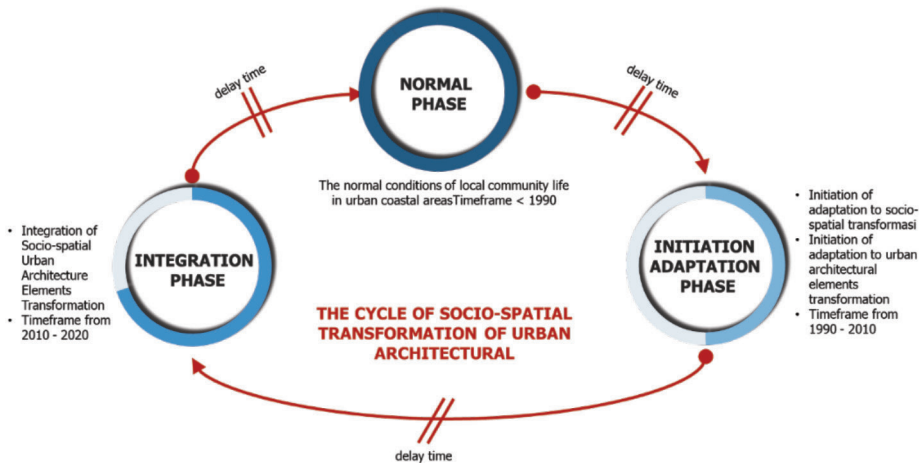 delay time
NORMAL
PHASE
delay time
The normal conditions of local community life
in urban coastal areasTimeframe < 1990
• Integration of
Socio-spatial
Urban
Architecture
Elements
Transformation
• Timeframe from
2010 - 2020
INTEGRATION
PHASE
INITIATION
ADAPTATION
PHASE
• Initiation of
adaptation to socio-
spatial transformasi
• Initiation of
adaptation to urban
architectural
elements
transformation
• Timeframe from
1990 - 2010
THE CYCLE OF SOCIO-SPATIAL
TRANSFORMATION OF URBAN
ARCHITECTURAL
delay time